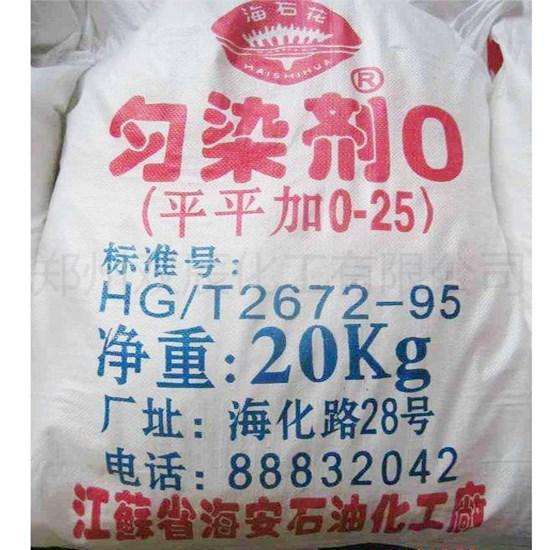 海石花
HAISHIHUA
®
匀染剂O
(平平加O-25)
标准号:
HG/T2672-95
净重:20Kg
厂址:海化路28号
电话:88832042
江蘇省海安石油化工廠